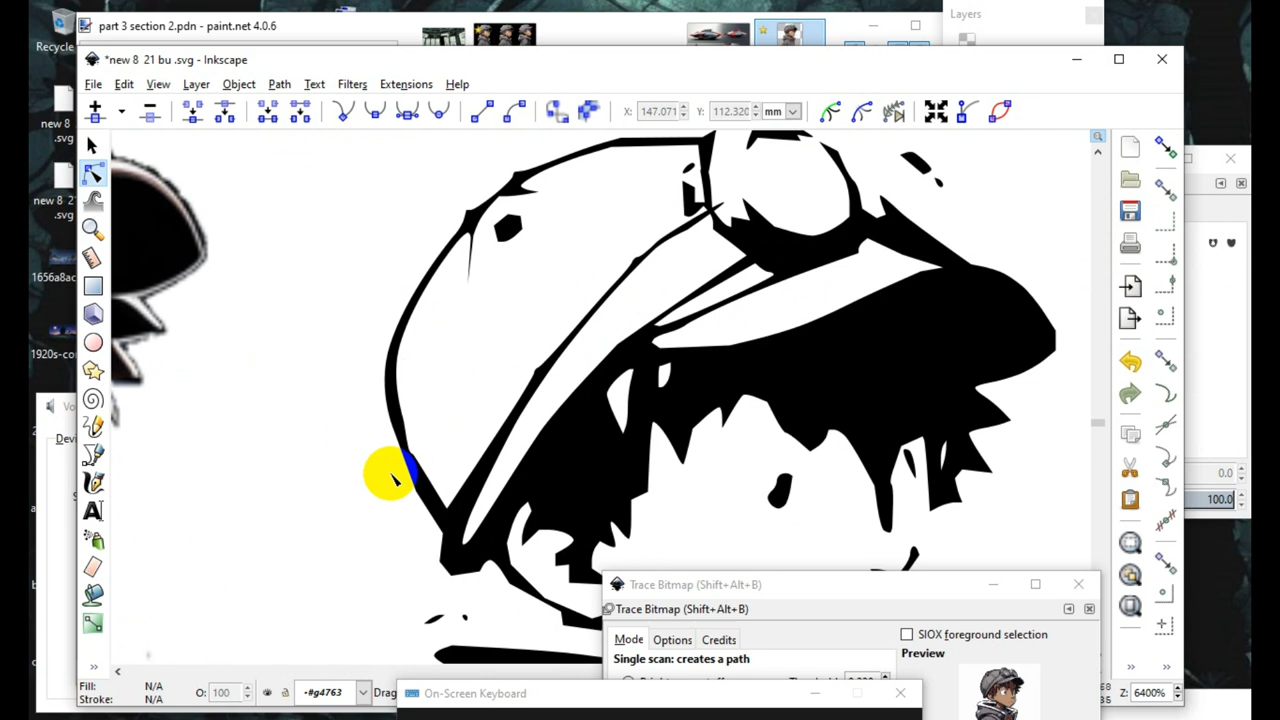 part 3 section 2.pdn - paint.net 4.0.6
Layers
Recycle
*new 8 21 bu .svg - Inkscape
File Edit View Layer Object Path Text Filters Extensions Help
X: 147.071 Y: 112.320 mm
new 8
.svg
new 8 2
.svg
1656a8ac
1920s-co
Vo
Dev
0.0
100.0
Trace Bitmap (Shift+Alt+B)
Trace Bitmap (Shift+Alt+B)
Mode Options Credits
SIOX foreground selection
Single scan: creates a path
Preview
Fill: N/A
Stroke: N/A
O: 100
-#g4763
Drag
On-Screen Keyboard
Z: 6400%